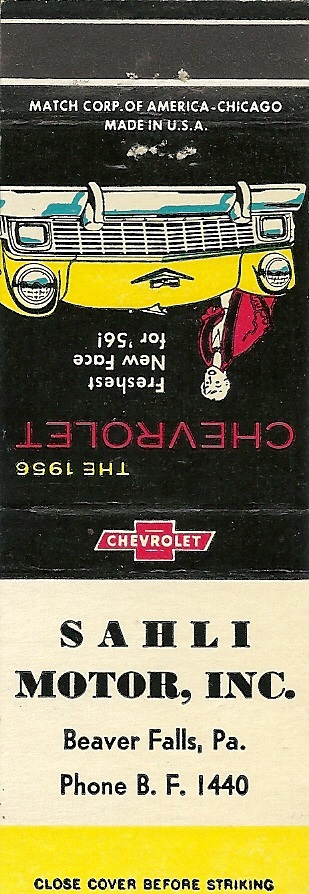 MATCH CORP. OF AMERICA-CHICAGO
MADE IN U.S.A.
THE 1956
CHEVROLET
Freshest
New Face
for '56!
CHEVROLET
SAHLI
MOTOR, INC.
Beaver Falls, Pa.
Phone B. F. 1440
CLOSE COVER BEFORE STRIKING